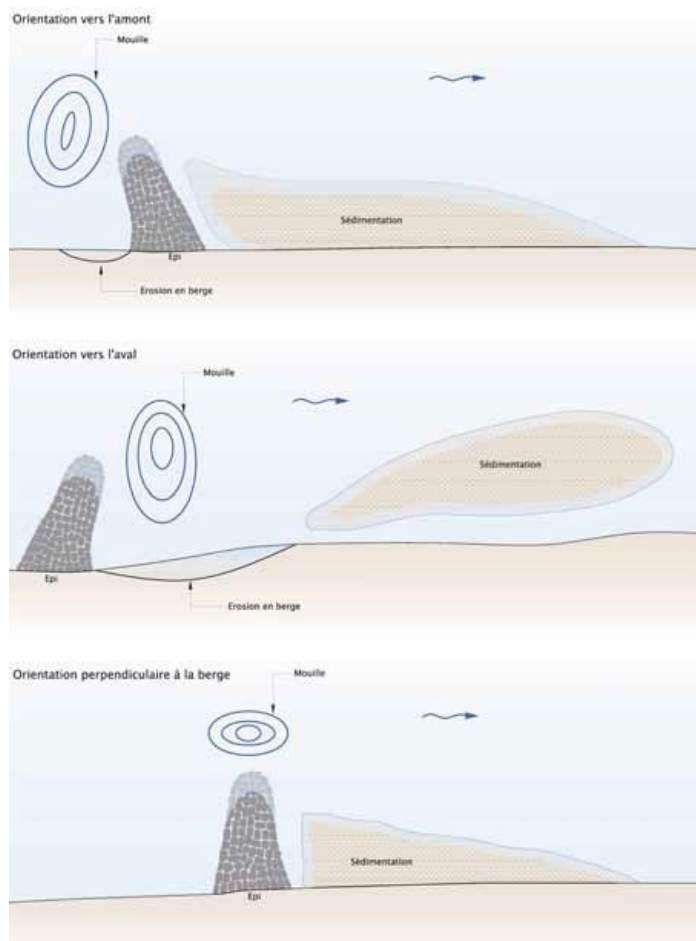 Orientation vers l'amont
Mouille
Sédimentation
Epi
Erosion en berge
Orientation vers l'aval
Mouille
Sédimentation
Epi
Erosion en berge
Orientation perpendiculaire à la berge
Mouille
Sédimentation
Epi